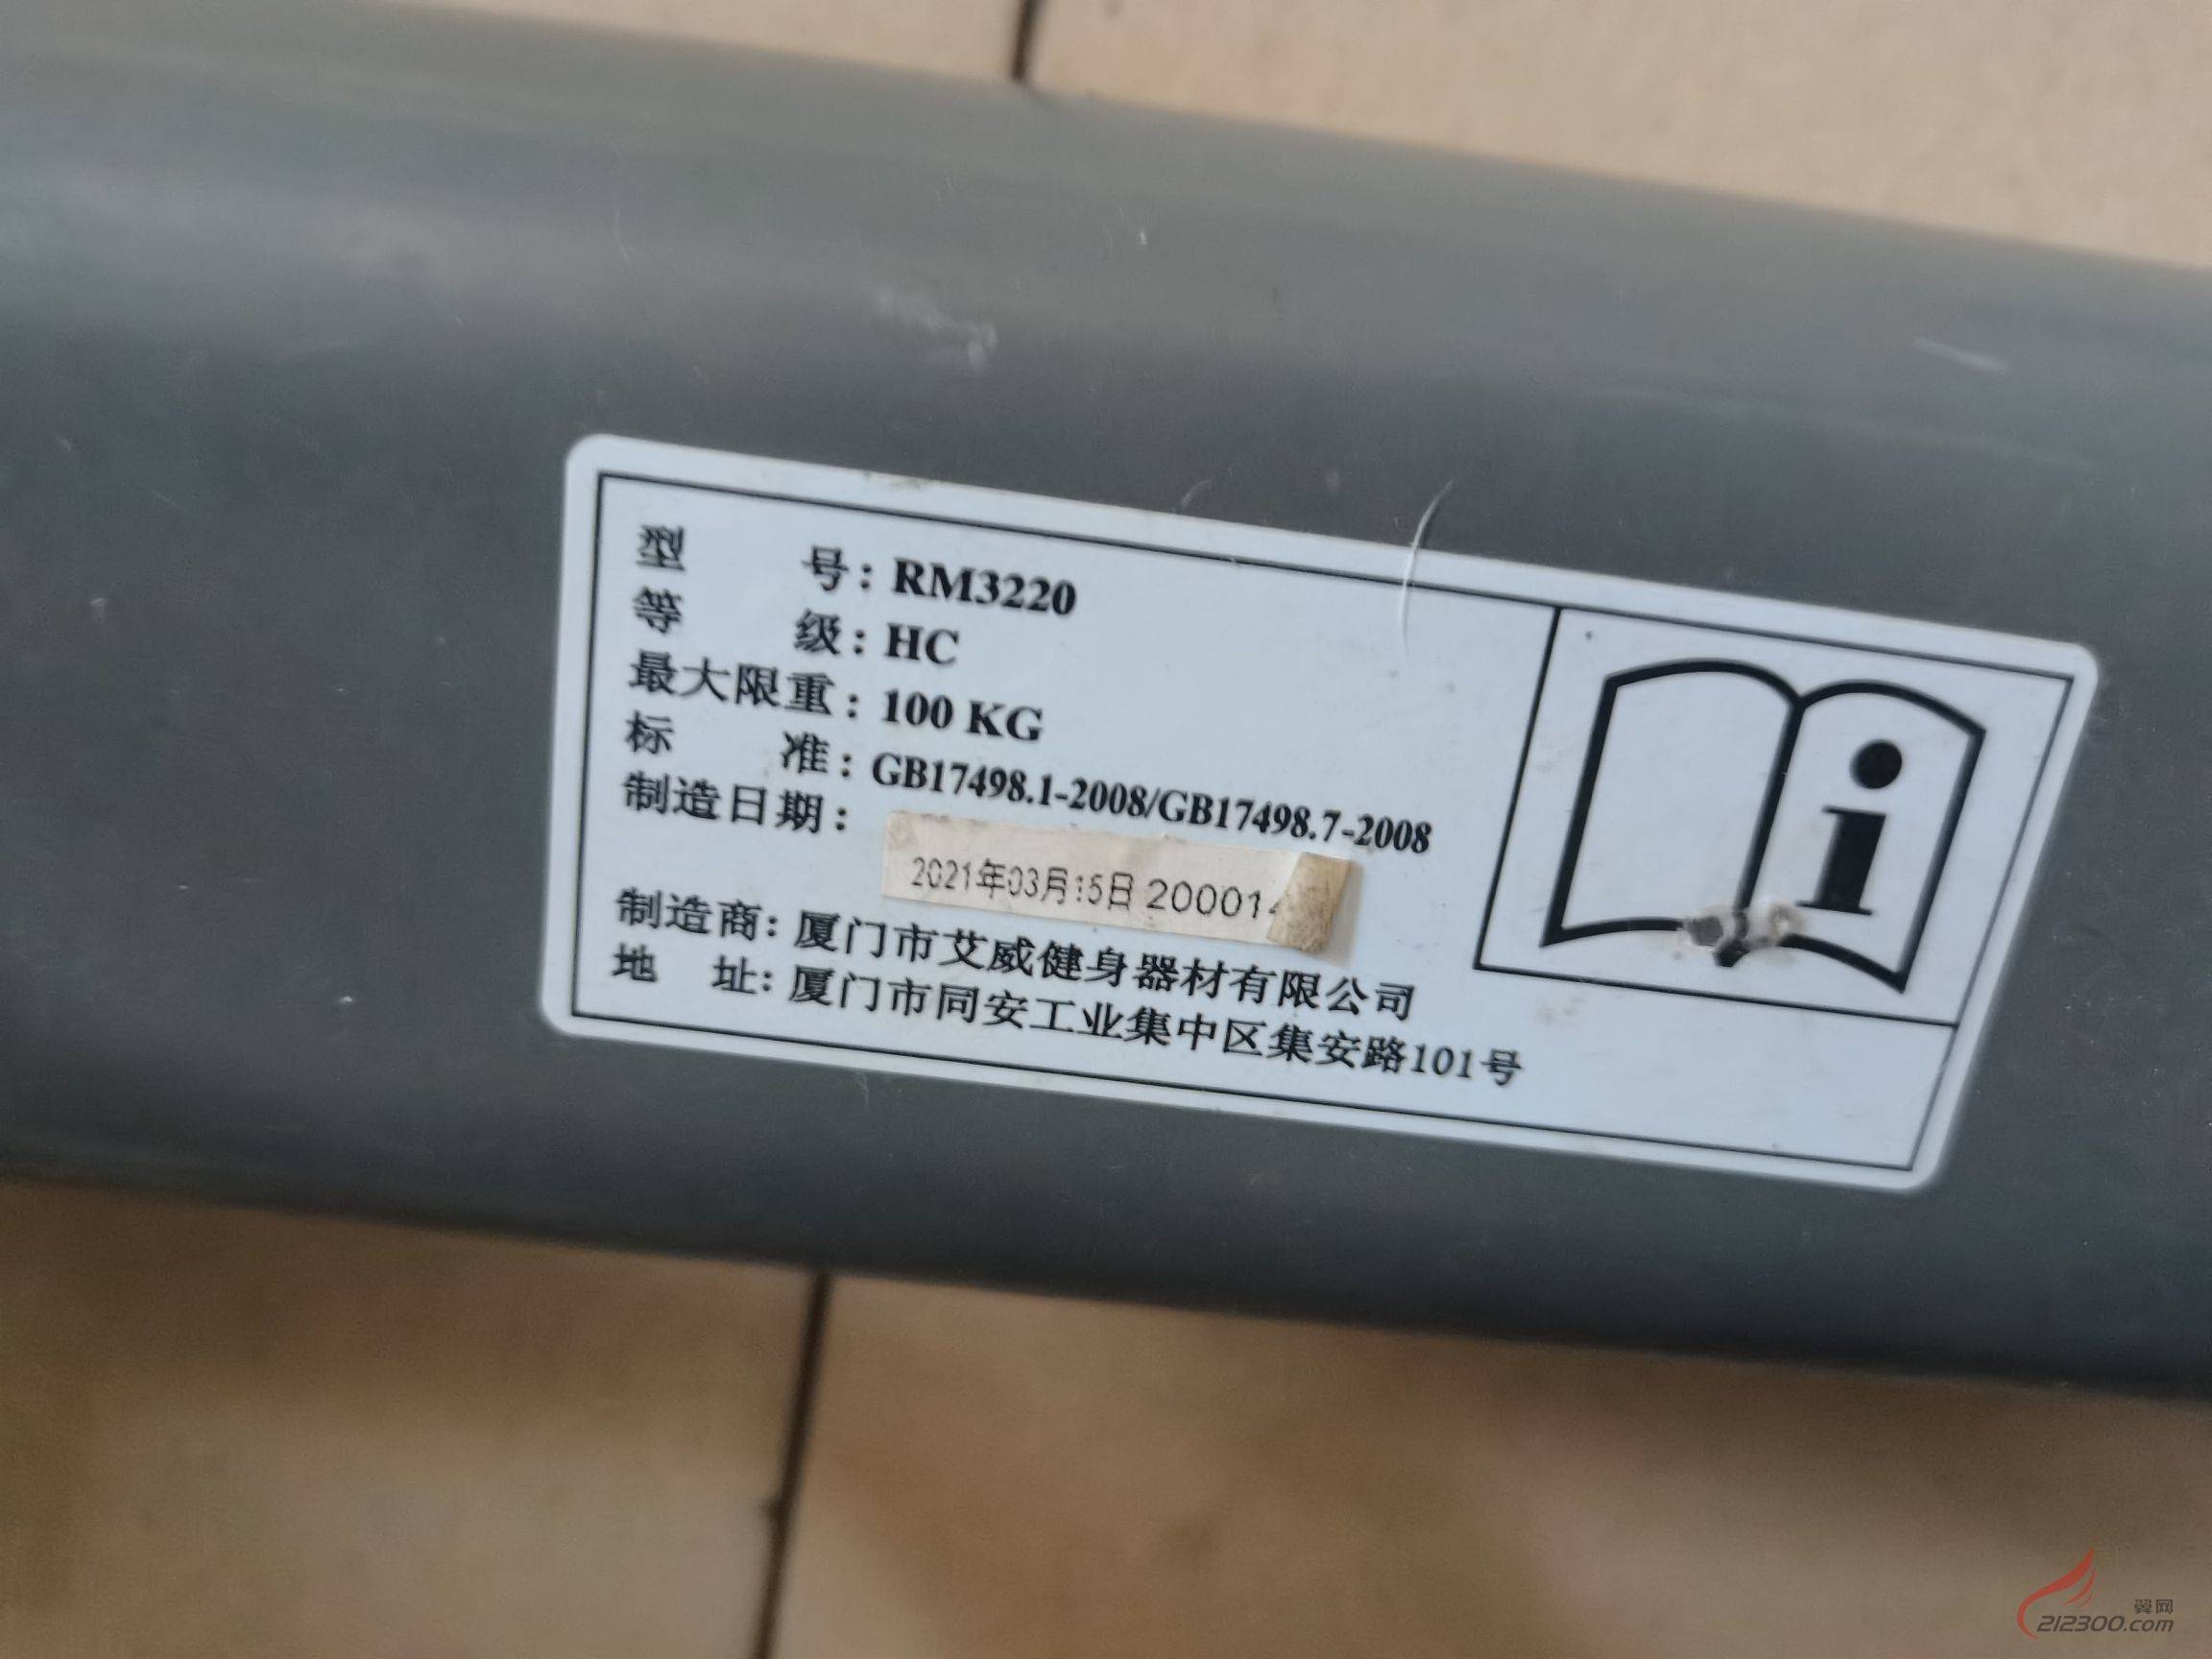 型号：RM3220
等级：HC
最大限重：100 KG
标准：GB17498.1-2008/GB17498.7-2008
制造日期：
2021年03月15日 200014
制造商：厦门市艾威健身器材有限公司
地址：厦门市同安工业集中区集安路101号
i
翼网
212300.com